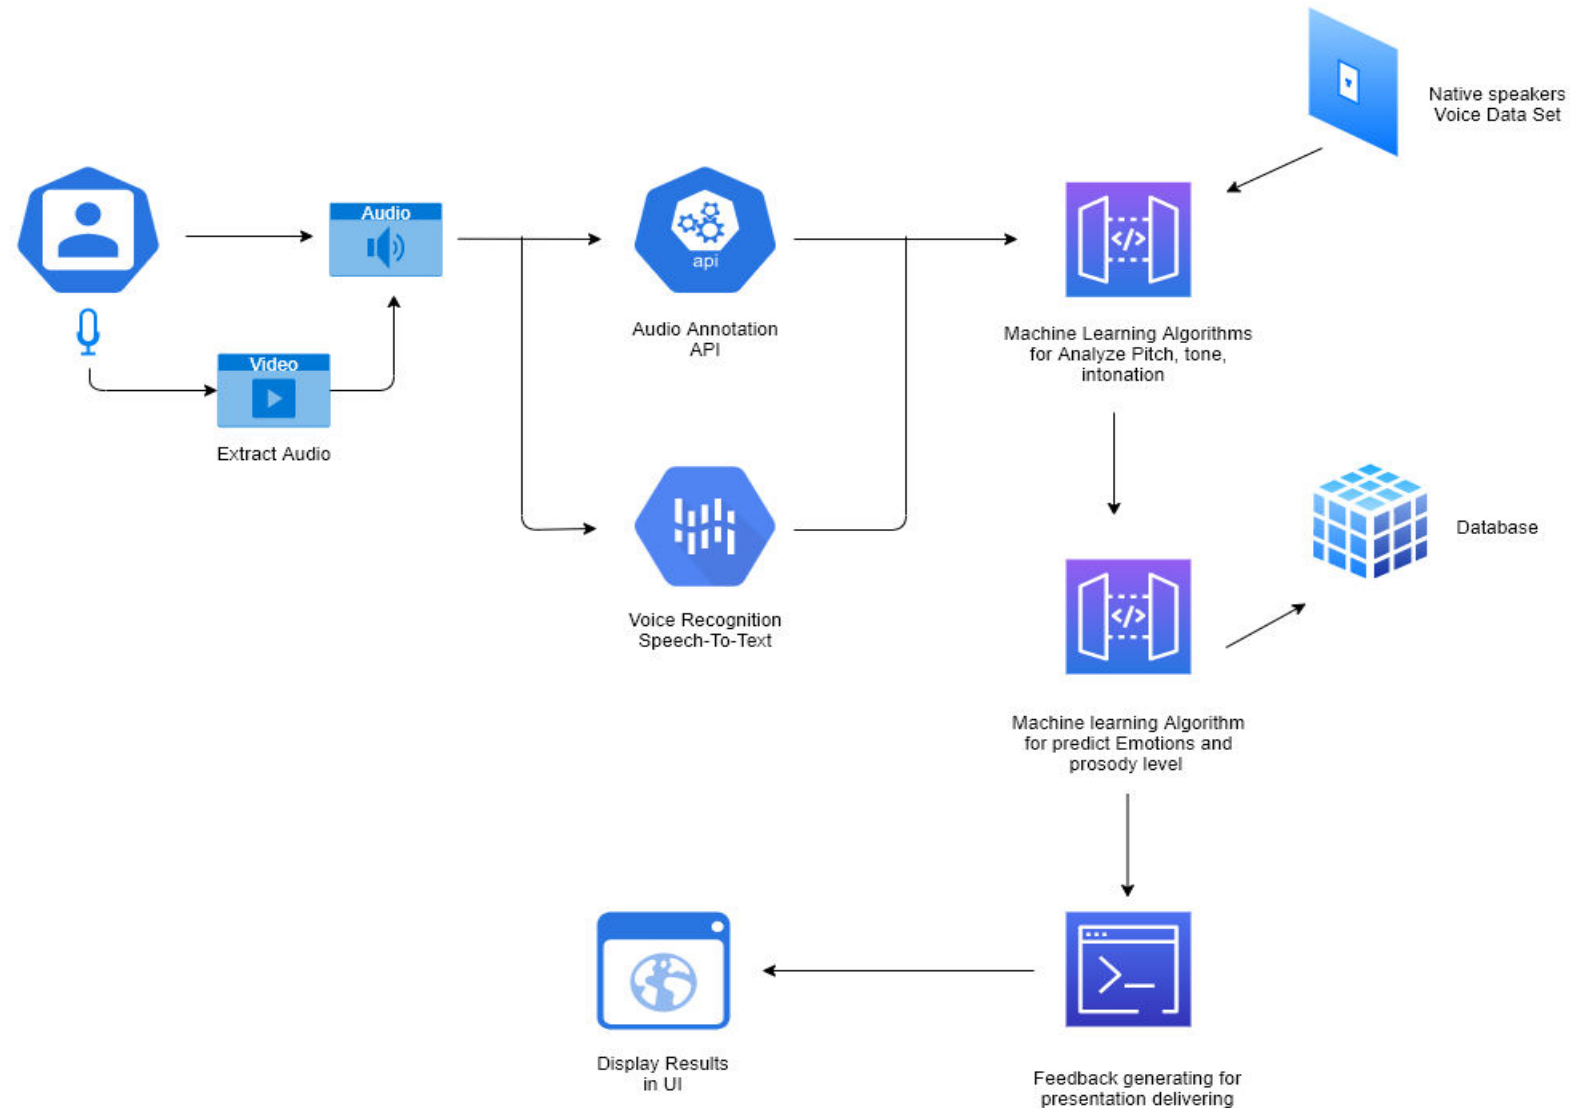 Native speakers
Voice Data Set
Audio
api
Audio Annotation
API
Machine Learning Algorithms
for Analyze Pitch, tone,
intonation
</>
Video
Extract Audio
Voice Recognition
Speech-To-Text
Database
</>
Machine learning Algorithm
for predict Emotions and
prosody level
Display Results
in UI
Feedback generating for
presentation delivering